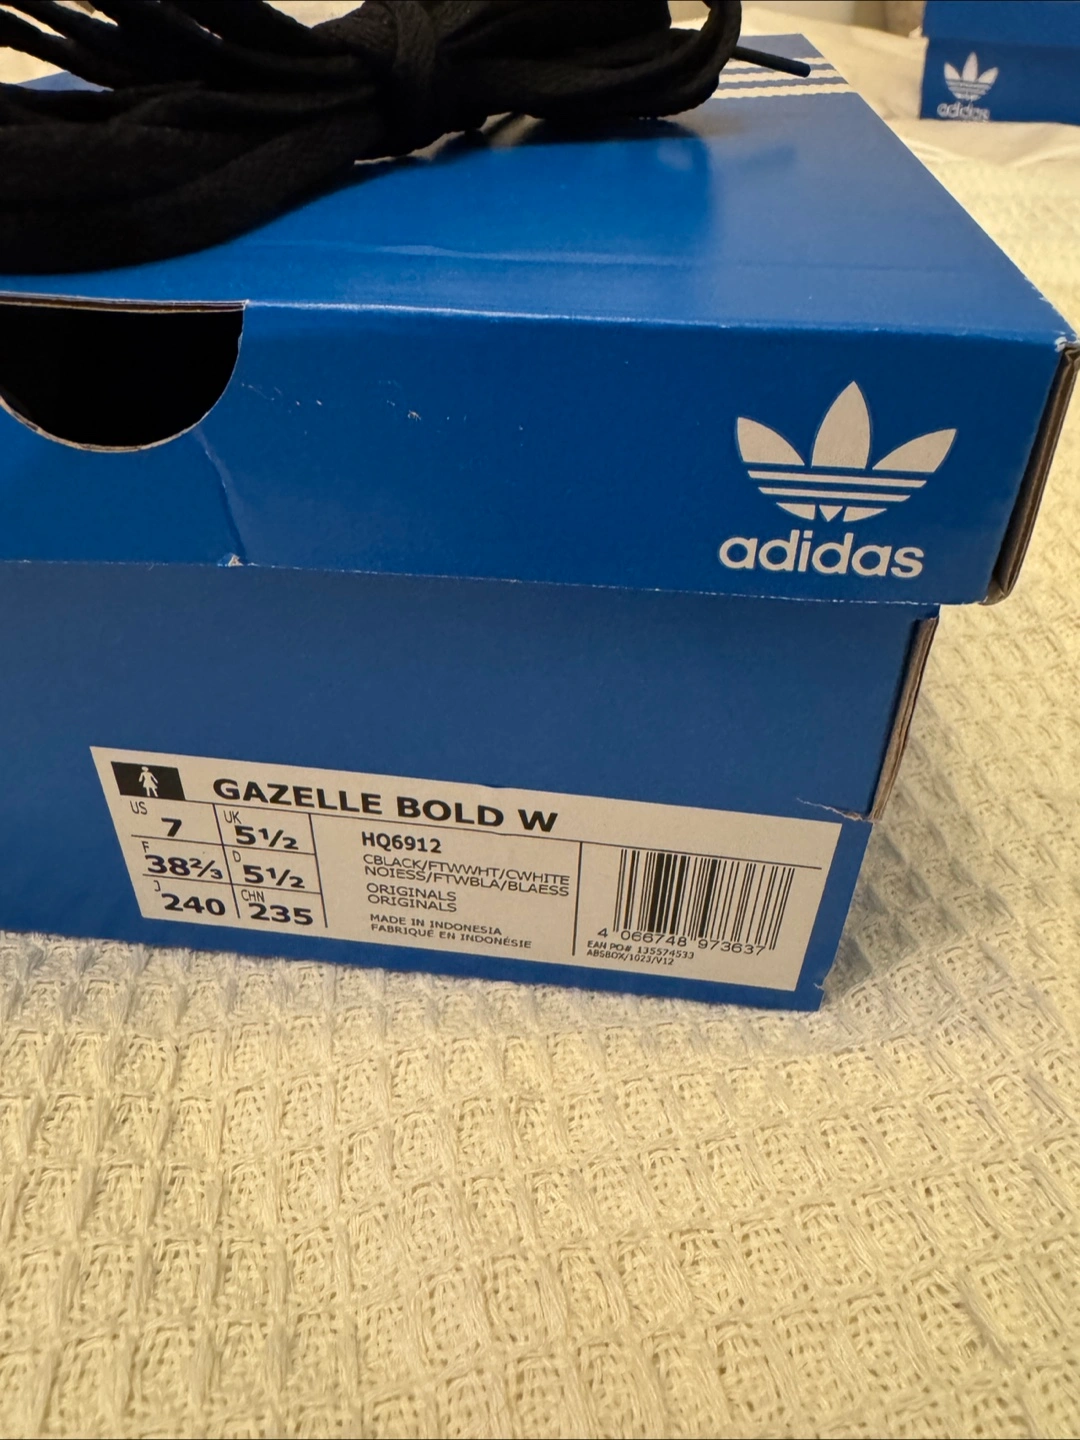 adidas
adidas
GAZELLE BOLD W
US 7
UK 5½
F 38⅔
D 5½
J 240
CHN 235
HQ6912
CBLACK/FTWWHT/CWHITE
NOIESS/FTWBLA/BLAESS
ORIGINALS
ORIGINALS
MADE IN INDONESIA
FABRIQUÉ EN INDONÉSIE
4 066748 973637
EAN PO# 135574533
ABSBOX/1023/V12